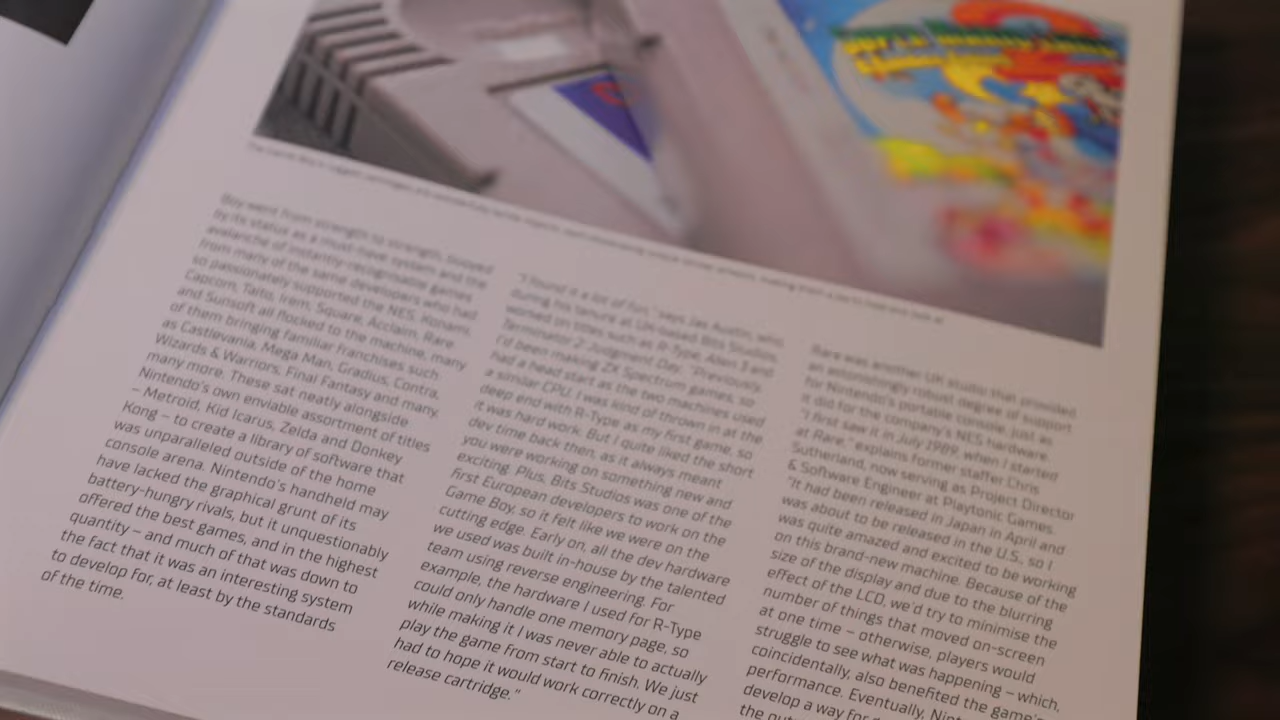 Boy went from strength to strength, buoyed
by its status as a must-have system and the
avalanche of instantly-recognisable games
from many of the same developers who had
so passionately supported the NES. Konami,
Capcom, Taito, Irem, Square, Acclaim, Rare
and Sunsoft all flocked to the machine, many
of them bringing familiar franchises such
as Castlevania, Mega Man, Gradius, Contra,
Wizards & Warriors, Final Fantasy and many,
many more. These sat neatly alongside
Nintendo's own enviable assortment of titles
– Metroid, Kid Icarus, Zelda and Donkey
Kong – to create a library of software that
was unparalleled outside of the home
console arena. Nintendo's handheld may
have lacked the graphical grunt of its
battery-hungry rivals, but it unquestionably
offered the best games, and in the highest
quantity – and much of that was down to
the fact that it was an interesting system
to develop for, at least by the standards
of the time.
"I found it a lot of fun," says Jas Austin, who
during his tenure at UK-based Bits Studios,
worked on titles such as R-Type, Alien 3 and
Terminator 2: Judgment Day. "Previously,
I'd been making ZX Spectrum games, so
had a head start as the two machines used
a similar CPU. I was kind of thrown in at the
deep end with R-Type as my first game, so
it was hard work. But I quite liked the short
dev time back then, as it always meant
you were working on something new and
exciting. Plus, Bits Studios was one of the
first European developers to work on the
Game Boy, so it felt like we were on the
cutting edge. Early on, all the dev hardware
we used was built in-house by the talented
team using reverse engineering. For
example, the hardware I used for R-Type
could only handle one memory page, so
while making it I was never able to actually
play the game from start to finish. We just
had to hope it would work correctly on a
release cartridge."
Rare was another UK studio that provided
an astonishingly robust degree of support
for Nintendo's portable console, just as
it did for the company's NES hardware.
"I first saw it in July 1989, when I started
at Rare," explains former staffer Chris
Sutherland, now serving as Project Director
& Software Engineer at Playtonic Games.
"It had been released in Japan in April and
was about to be released in the U.S., so I
was quite amazed and excited to be working
on this brand-new machine. Because of the
size of the display and due to the blurring
effect of the LCD, we'd try to minimise the
number of things that moved on-screen
at one time – otherwise, players would
struggle to see what was happening – which,
coincidentally, also benefited the game's
performance. Eventually,
develop a way for